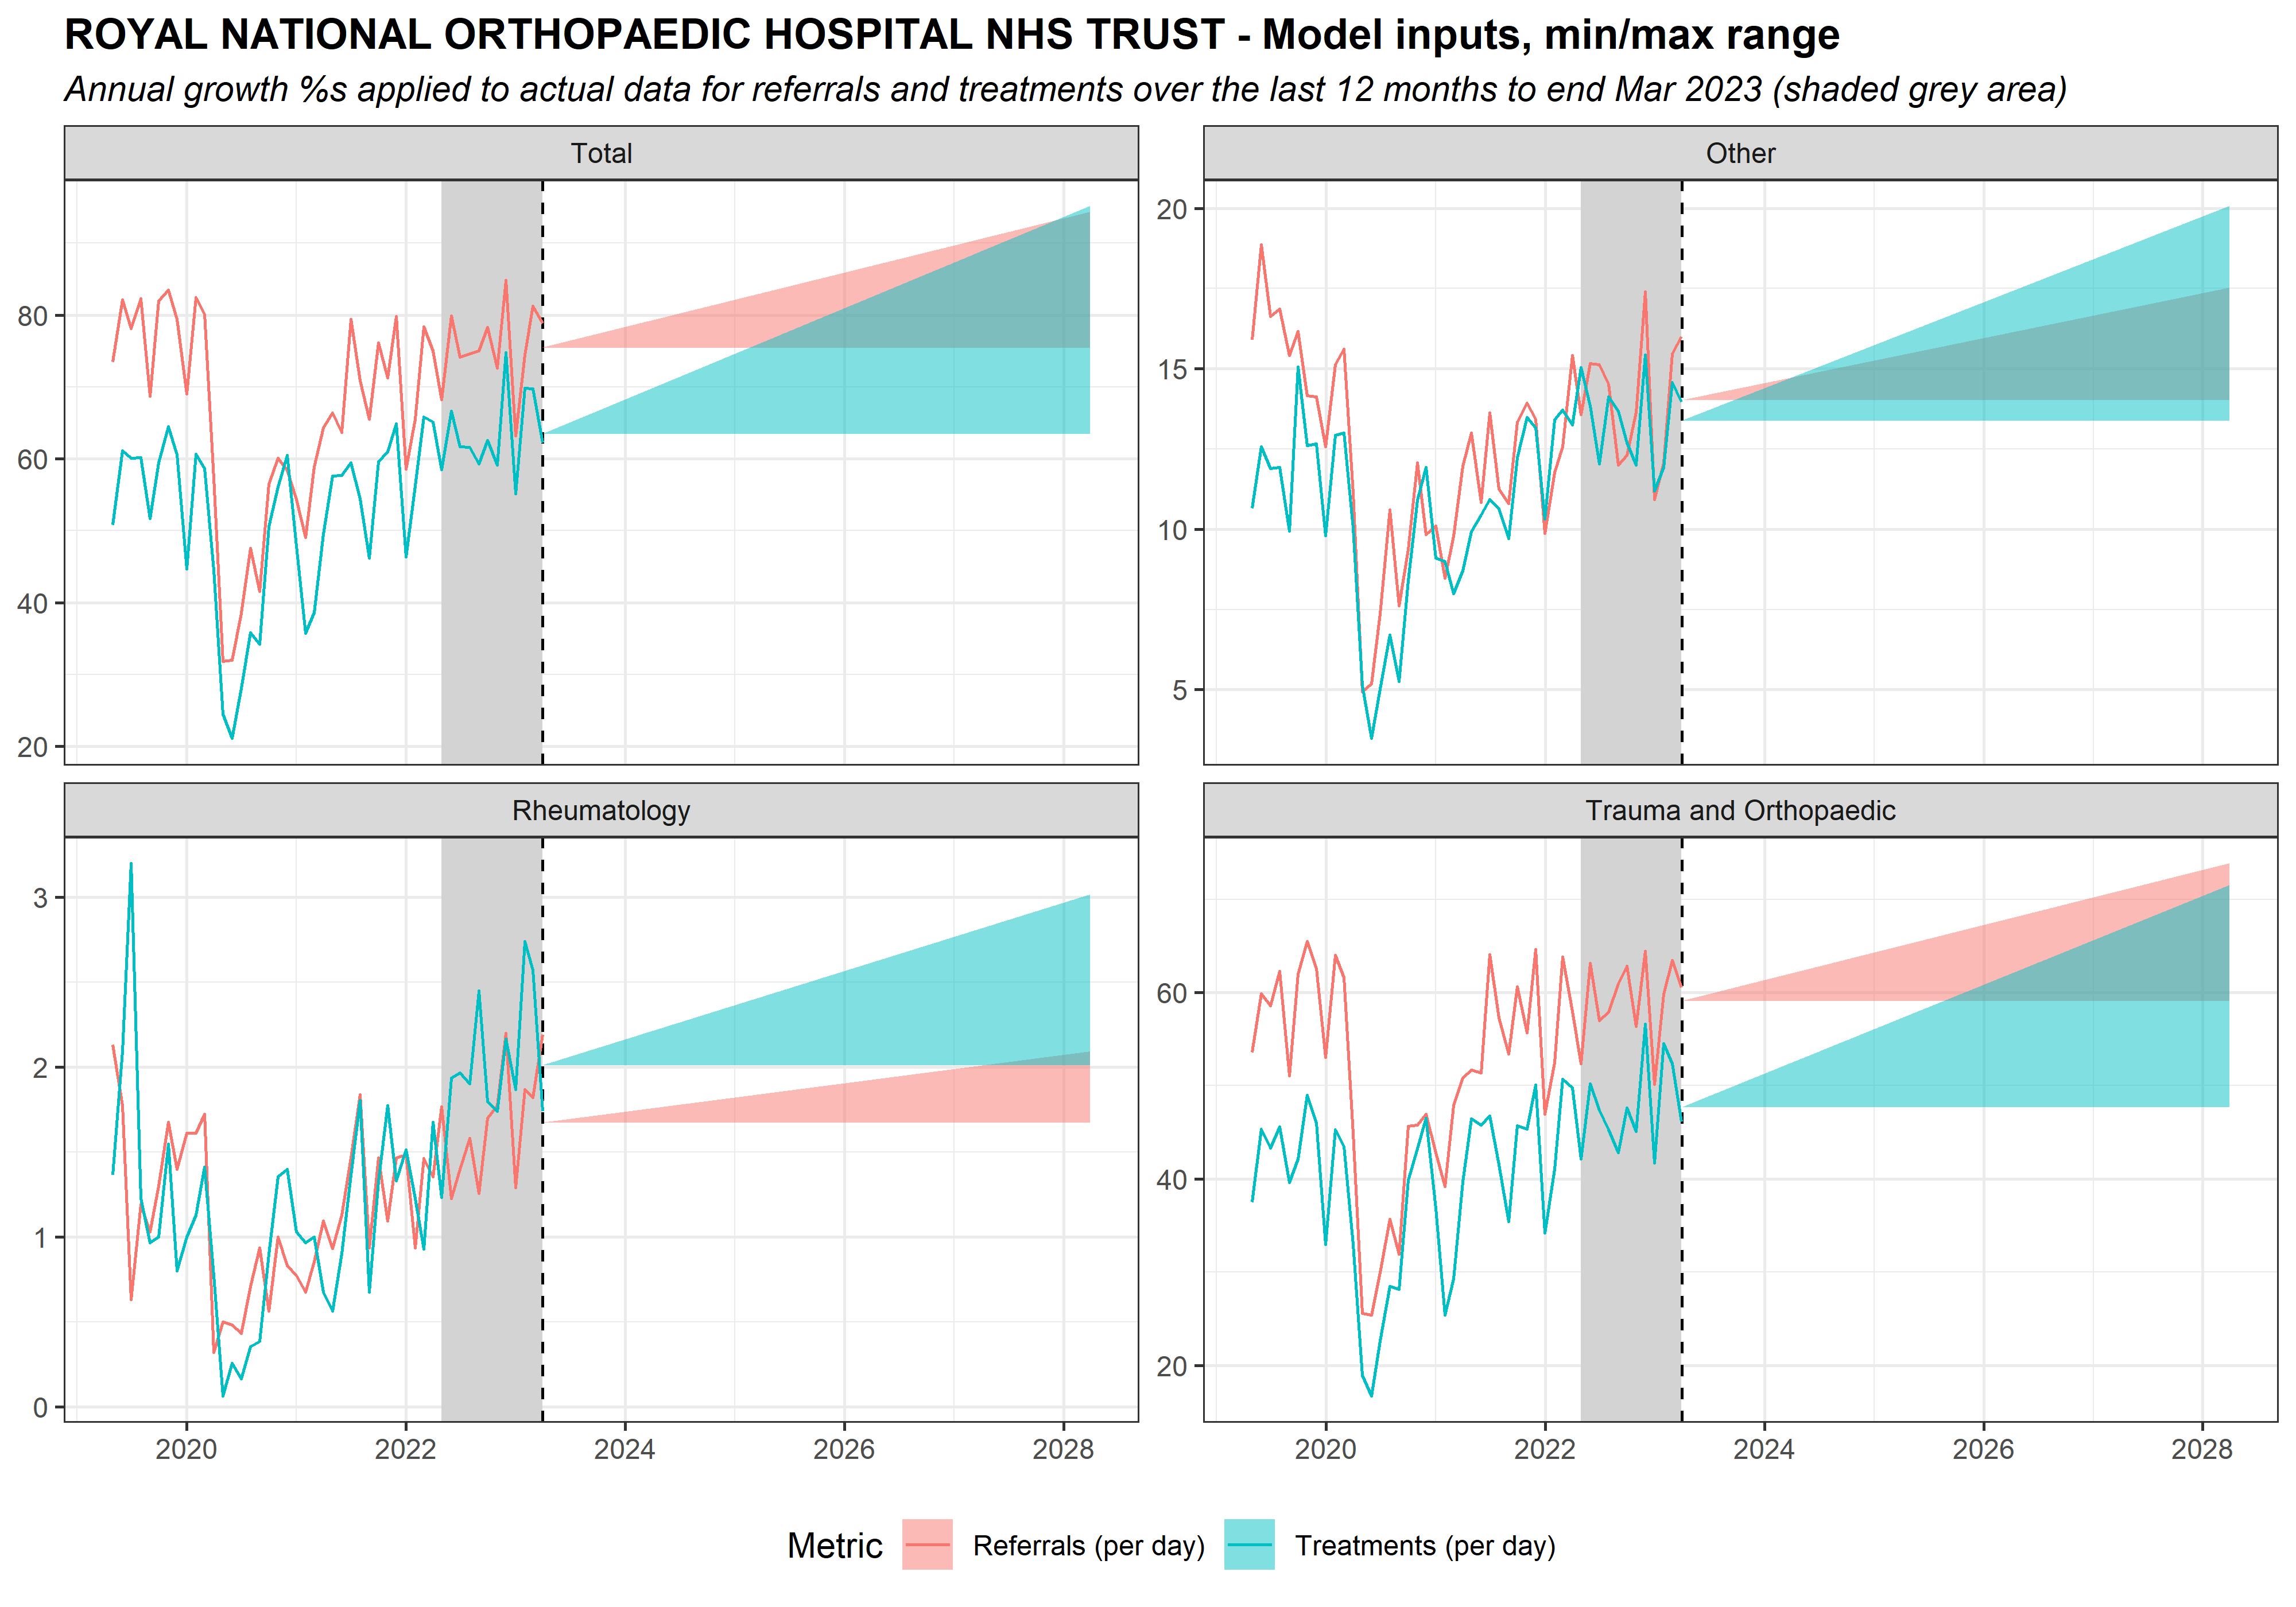 ROYAL NATIONAL ORTHOPAEDIC HOSPITAL NHS TRUST - Model inputs, min/max range
Annual growth %s applied to actual data for referrals and treatments over the last 12 months to end Mar 2023 (shaded grey area)
Total
80
60
40
20
Other
20
15
10
5
Rheumatology
3
2
1
0
2020 2022 2024 2026 2028
Trauma and Orthopaedic
60
40
20
2020 2022 2024 2026 2028
Metric Referrals (per day) Treatments (per day)